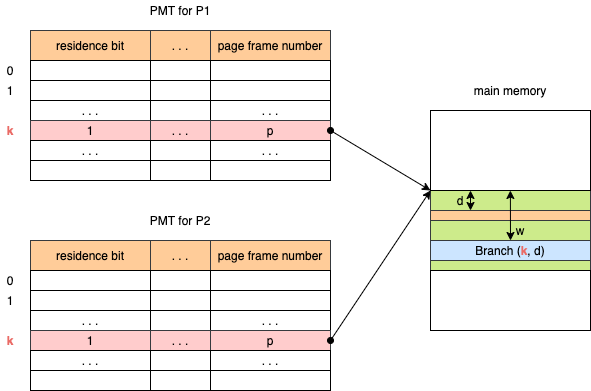 PMT for P1
residence bit . . . page frame number
0
1
. . . . . .
k 1 . . . p
. . . . . .
main memory
d
w
Branch (k, d)
PMT for P2
residence bit . . . page frame number
0
1
. . . . . .
k 1 . . . p
. . . . . .